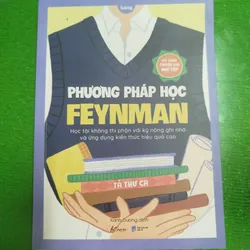 PHƯƠNG PHÁP HỌC
FEYNMAN
Học tài không thi phận với kỹ năng ghi nhớ
và ứng dụng kiến thức hiệu quả cao
TẢ THƯ CA